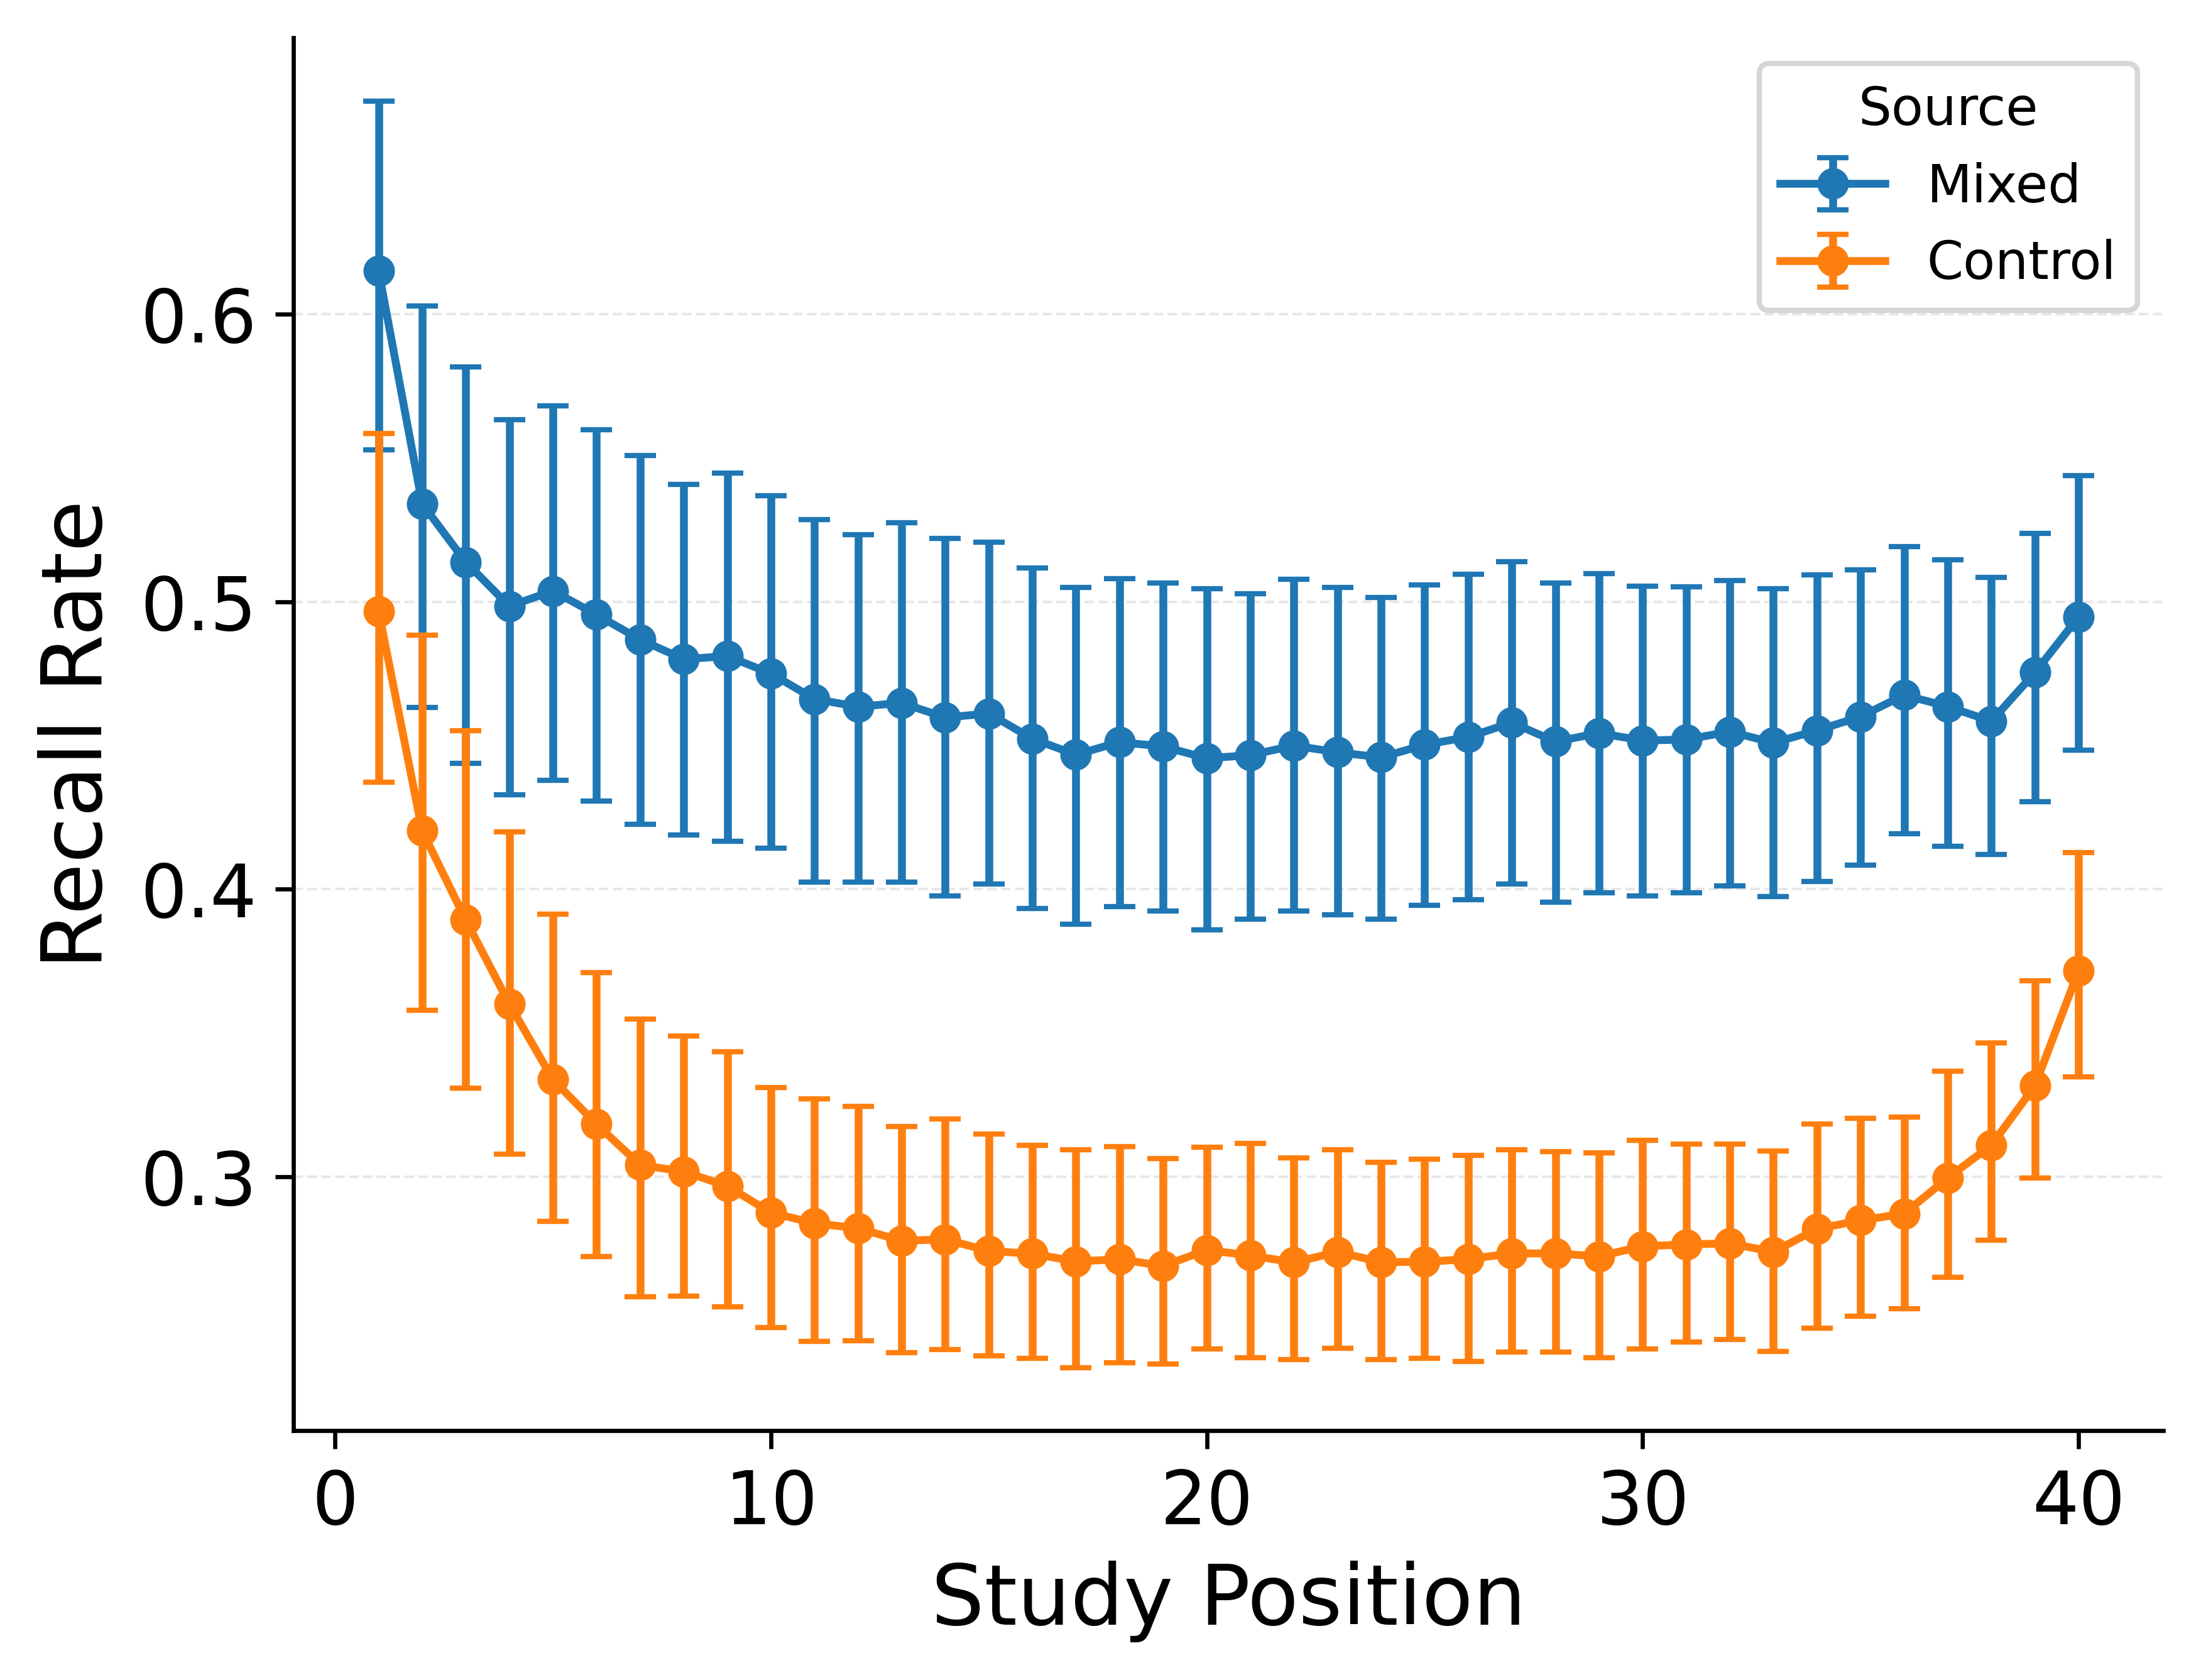 Source
Mixed
Control
Recall Rate
0.6
0.5
0.4
0.3
0 10 20 30 40
Study Position